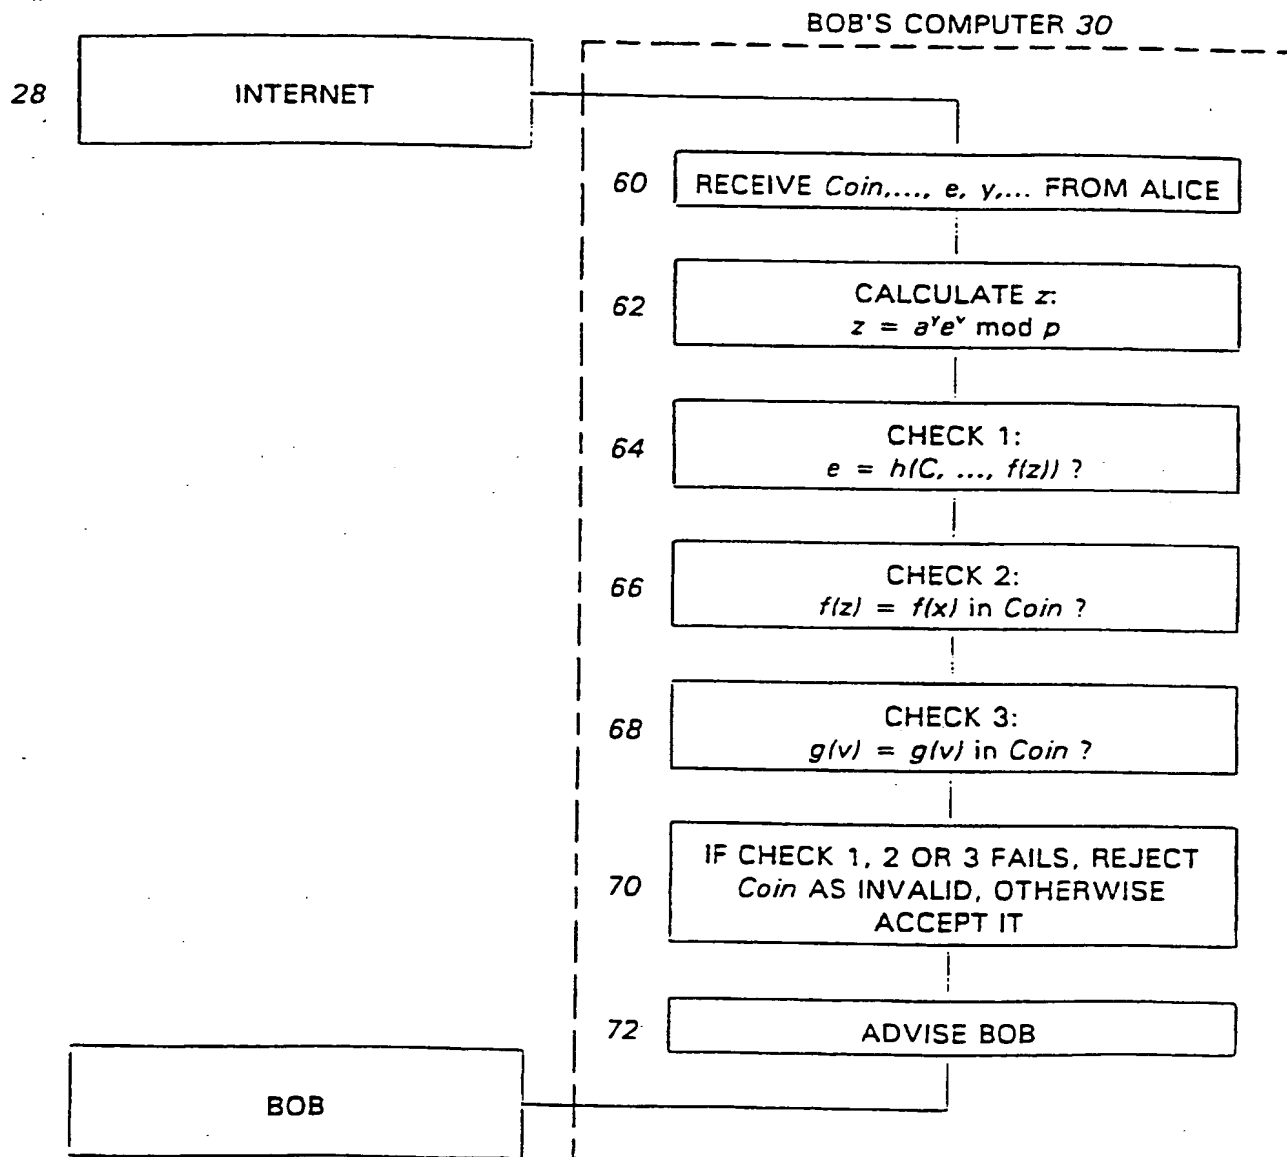 BOB'S COMPUTER 30
28
INTERNET
60
RECEIVE Coin,..., e, y,... FROM ALICE
62
CALCULATE z:
z = aʸeᵛ mod p
64
CHECK 1:
e = h(C, ..., f(z)) ?
66
CHECK 2:
f(z) = f(x) in Coin ?
68
CHECK 3:
g(v) = g(v) in Coin ?
70
IF CHECK 1, 2 OR 3 FAILS, REJECT
Coin AS INVALID, OTHERWISE
ACCEPT IT
72
ADVISE BOB
BOB